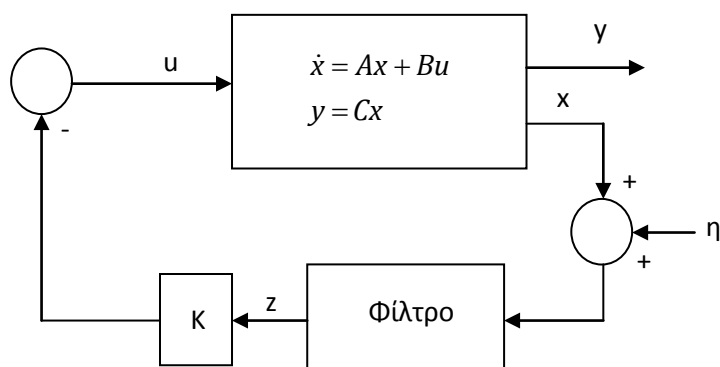 y
u
ẋ = Ax + Bu
x
y = Cx
-
+
η
+
z
Φίλτρο
K